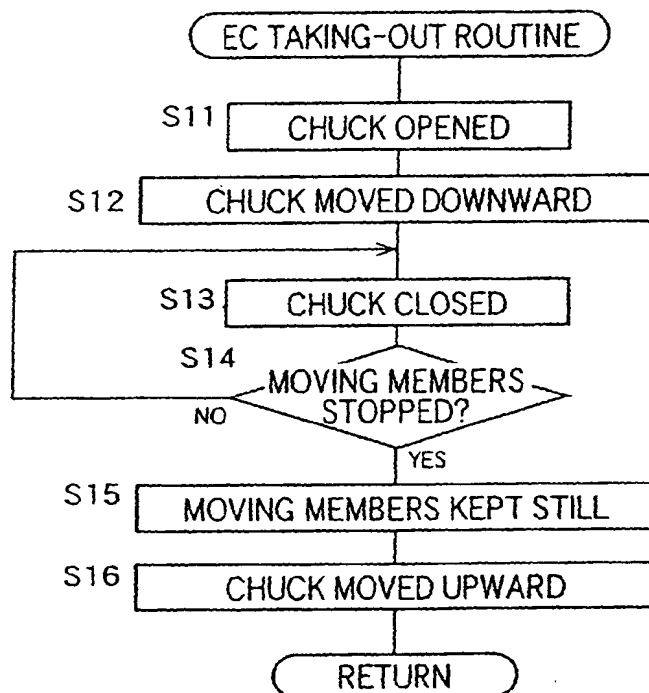 EC TAKING-OUT ROUTINE
S11
CHUCK OPENED
S12
CHUCK MOVED DOWNWARD
S13
CHUCK CLOSED
S14
MOVING MEMBERS
STOPPED?
NO
YES
S15
MOVING MEMBERS KEPT STILL
S16
CHUCK MOVED UPWARD
RETURN